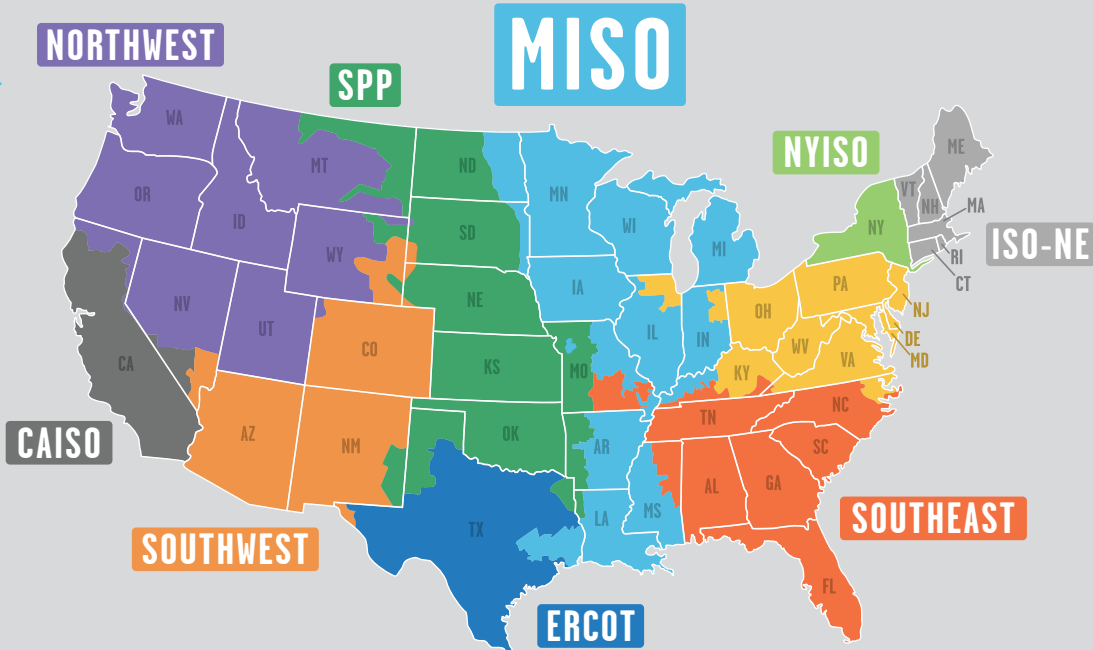 MISO
NORTHWEST
SPP
NYISO
WA
MT
ND
MN
ME
VT
NH
MA
OR
ID
SD
WI
MI
NY
ISO-NE
RI
WY
CT
IA
PA
NV
NE
NJ
UT
OH
IL
IN
DE
CO
WV
VA
MD
CA
KS
MO
KY
NC
TN
CAISO
AZ
NM
OK
AR
SC
AL
GA
MS
LA
SOUTHEAST
TX
SOUTHWEST
FL
ERCOT